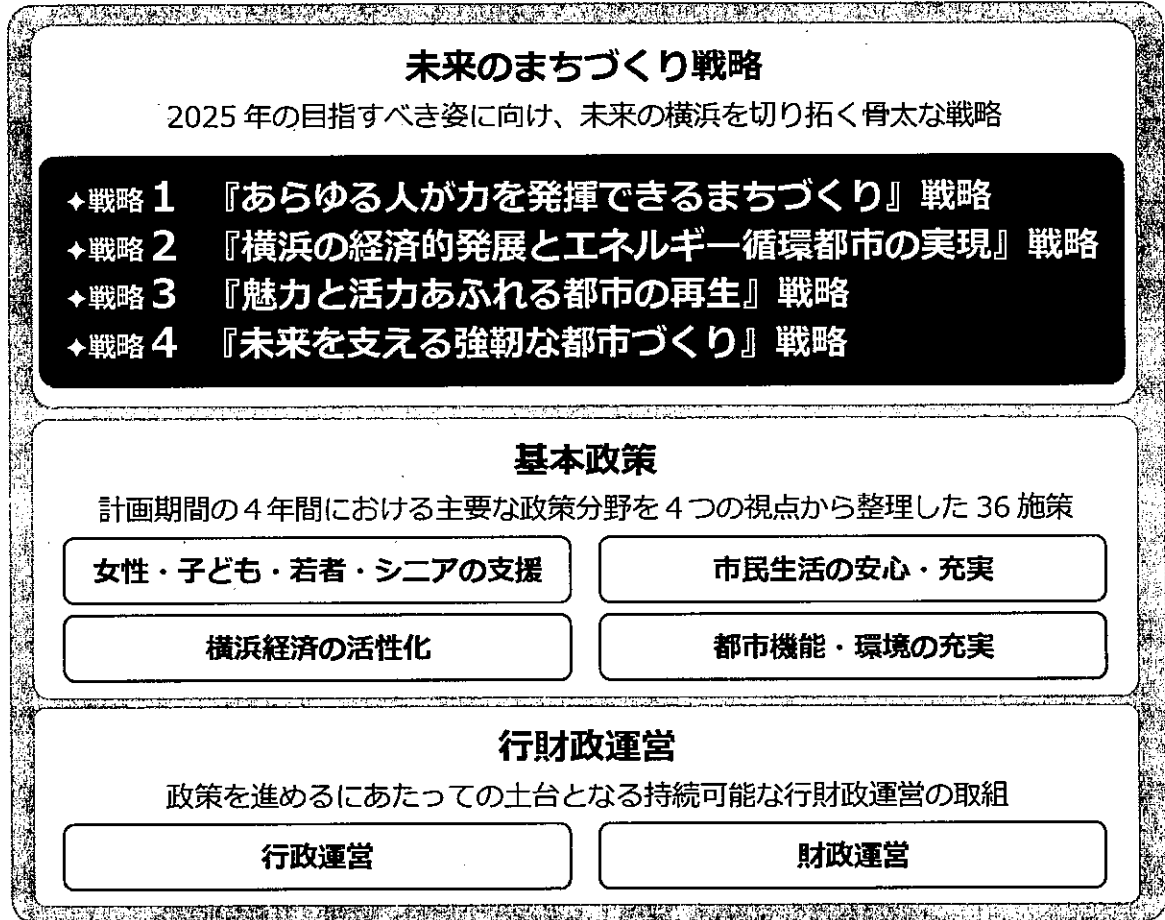 未来のまちづくり戦略
2025年の目指すべき姿に向け、未来の横浜を切り拓く骨太な戦略
✦戦略1 『あらゆる人が力を発揮できるまちづくり』戦略
✦戦略2 『横浜の経済的発展とエネルギー循環都市の実現』戦略
✦戦略3 『魅力と活力あふれる都市の再生』戦略
✦戦略4 『未来を支える強靭な都市づくり』戦略
基本政策
計画期間の4年間における主要な政策分野を4つの視点から整理した36施策
女性・子ども・若者・シニアの支援
市民生活の安心・充実
横浜経済の活性化
都市機能・環境の充実
行財政運営
政策を進めるにあたっての土台となる持続可能な行財政運営の取組
行政運営
財政運営